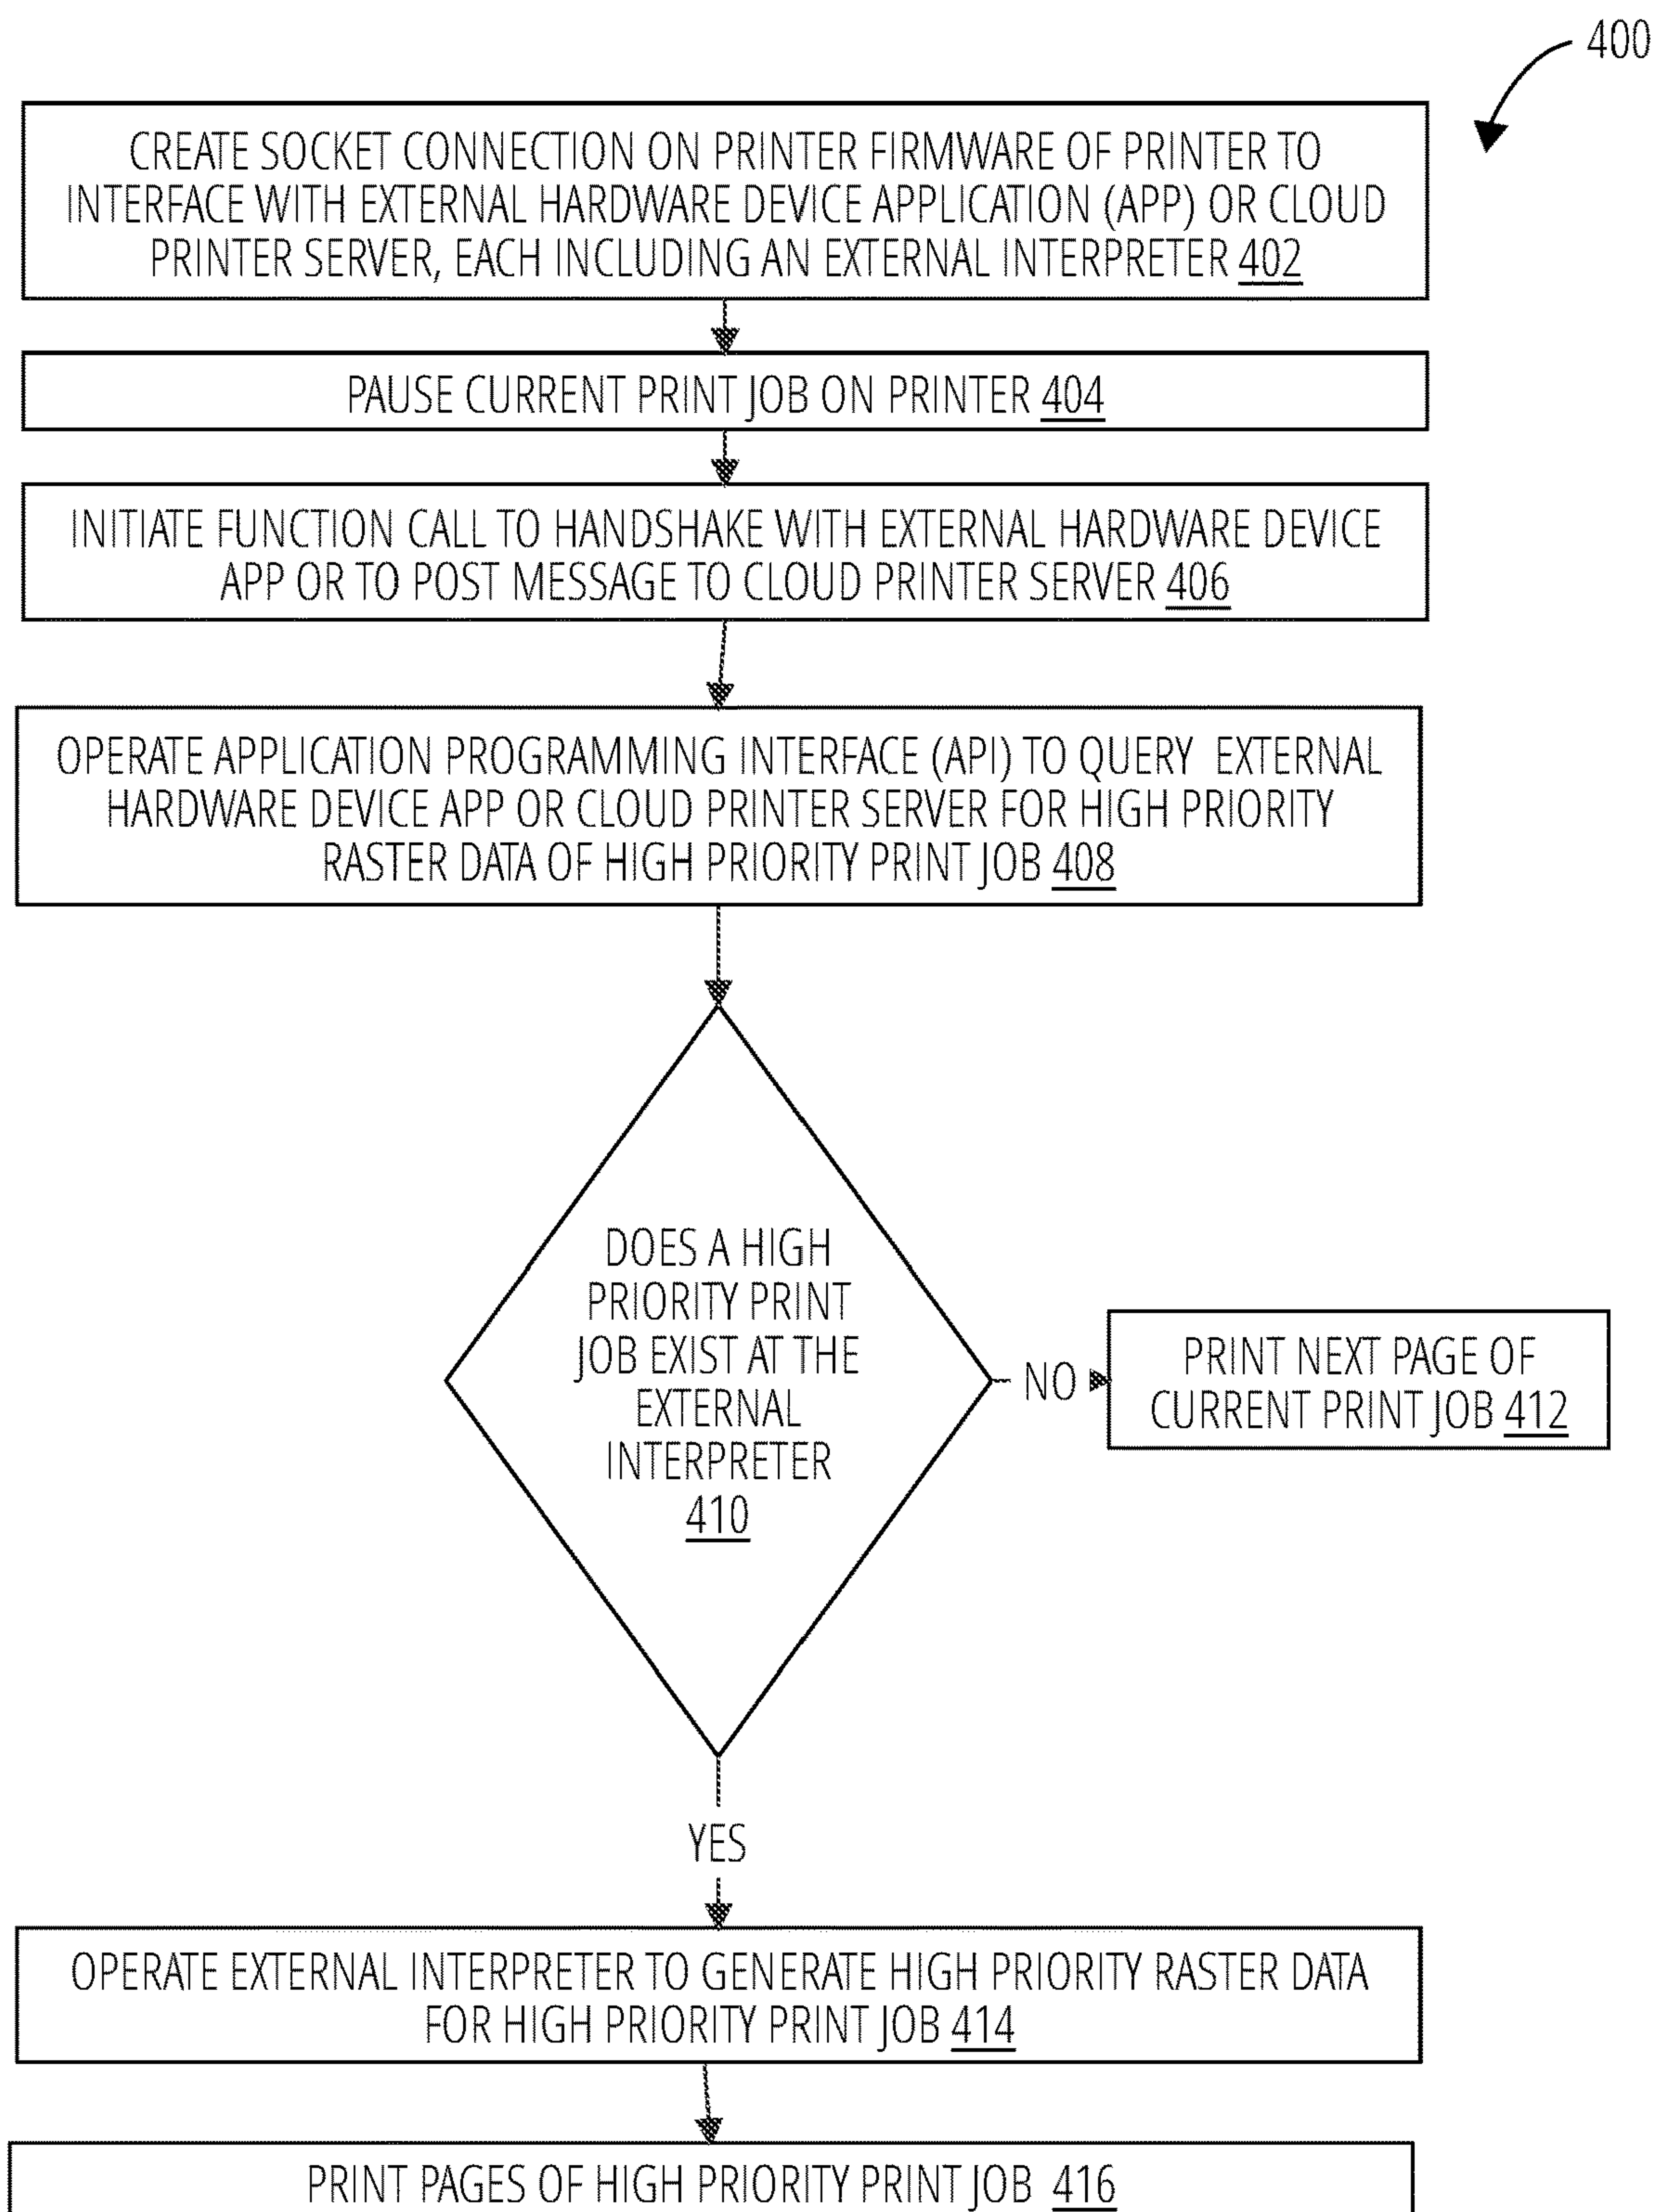 400
CREATE SOCKET CONNECTION ON PRINTER FIRMWARE OF PRINTER TO
INTERFACE WITH EXTERNAL HARDWARE DEVICE APPLICATION (APP) OR CLOUD
PRINTER SERVER, EACH INCLUDING AN EXTERNAL INTERPRETER 402
PAUSE CURRENT PRINT JOB ON PRINTER 404
INITIATE FUNCTION CALL TO HANDSHAKE WITH EXTERNAL HARDWARE DEVICE
APP OR TO POST MESSAGE TO CLOUD PRINTER SERVER 406
OPERATE APPLICATION PROGRAMMING INTERFACE (API) TO QUERY EXTERNAL
HARDWARE DEVICE APP OR CLOUD PRINTER SERVER FOR HIGH PRIORITY
RASTER DATA OF HIGH PRIORITY PRINT JOB 408
DOES A HIGH
PRIORITY PRINT
JOB EXIST AT THE
EXTERNAL
INTERPRETER
410
NO
PRINT NEXT PAGE OF
CURRENT PRINT JOB 412
YES
OPERATE EXTERNAL INTERPRETER TO GENERATE HIGH PRIORITY RASTER DATA
FOR HIGH PRIORITY PRINT JOB 414
PRINT PAGES OF HIGH PRIORITY PRINT JOB 416